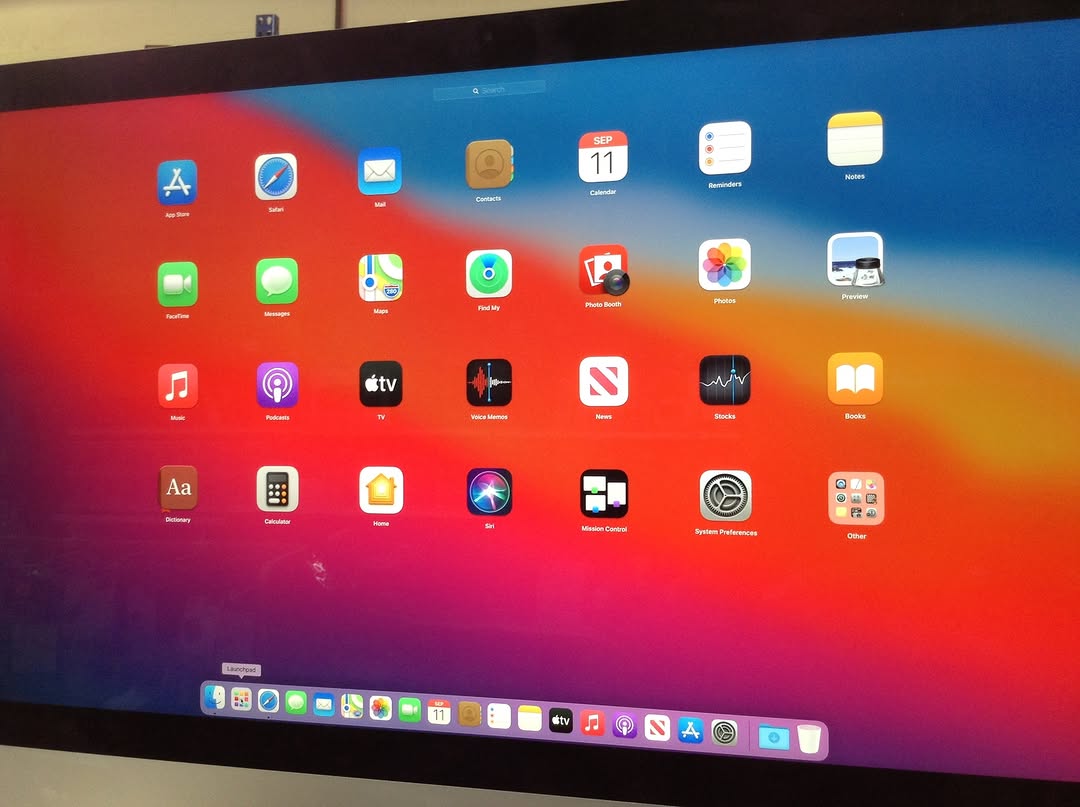 Search
App Store
Safari
Mail
Contacts
SEP
11
Calendar
Reminders
Notes
FaceTime
Messages
280
Maps
Find My
Photo Booth
Photos
Preview
Music
Podcasts
tv
TV
Voice Memos
News
Stocks
Books
Aa
Dictionary
Calculator
Home
Siri
Mission Control
System Preferences
Other
Launchpad
SEP
11
tv